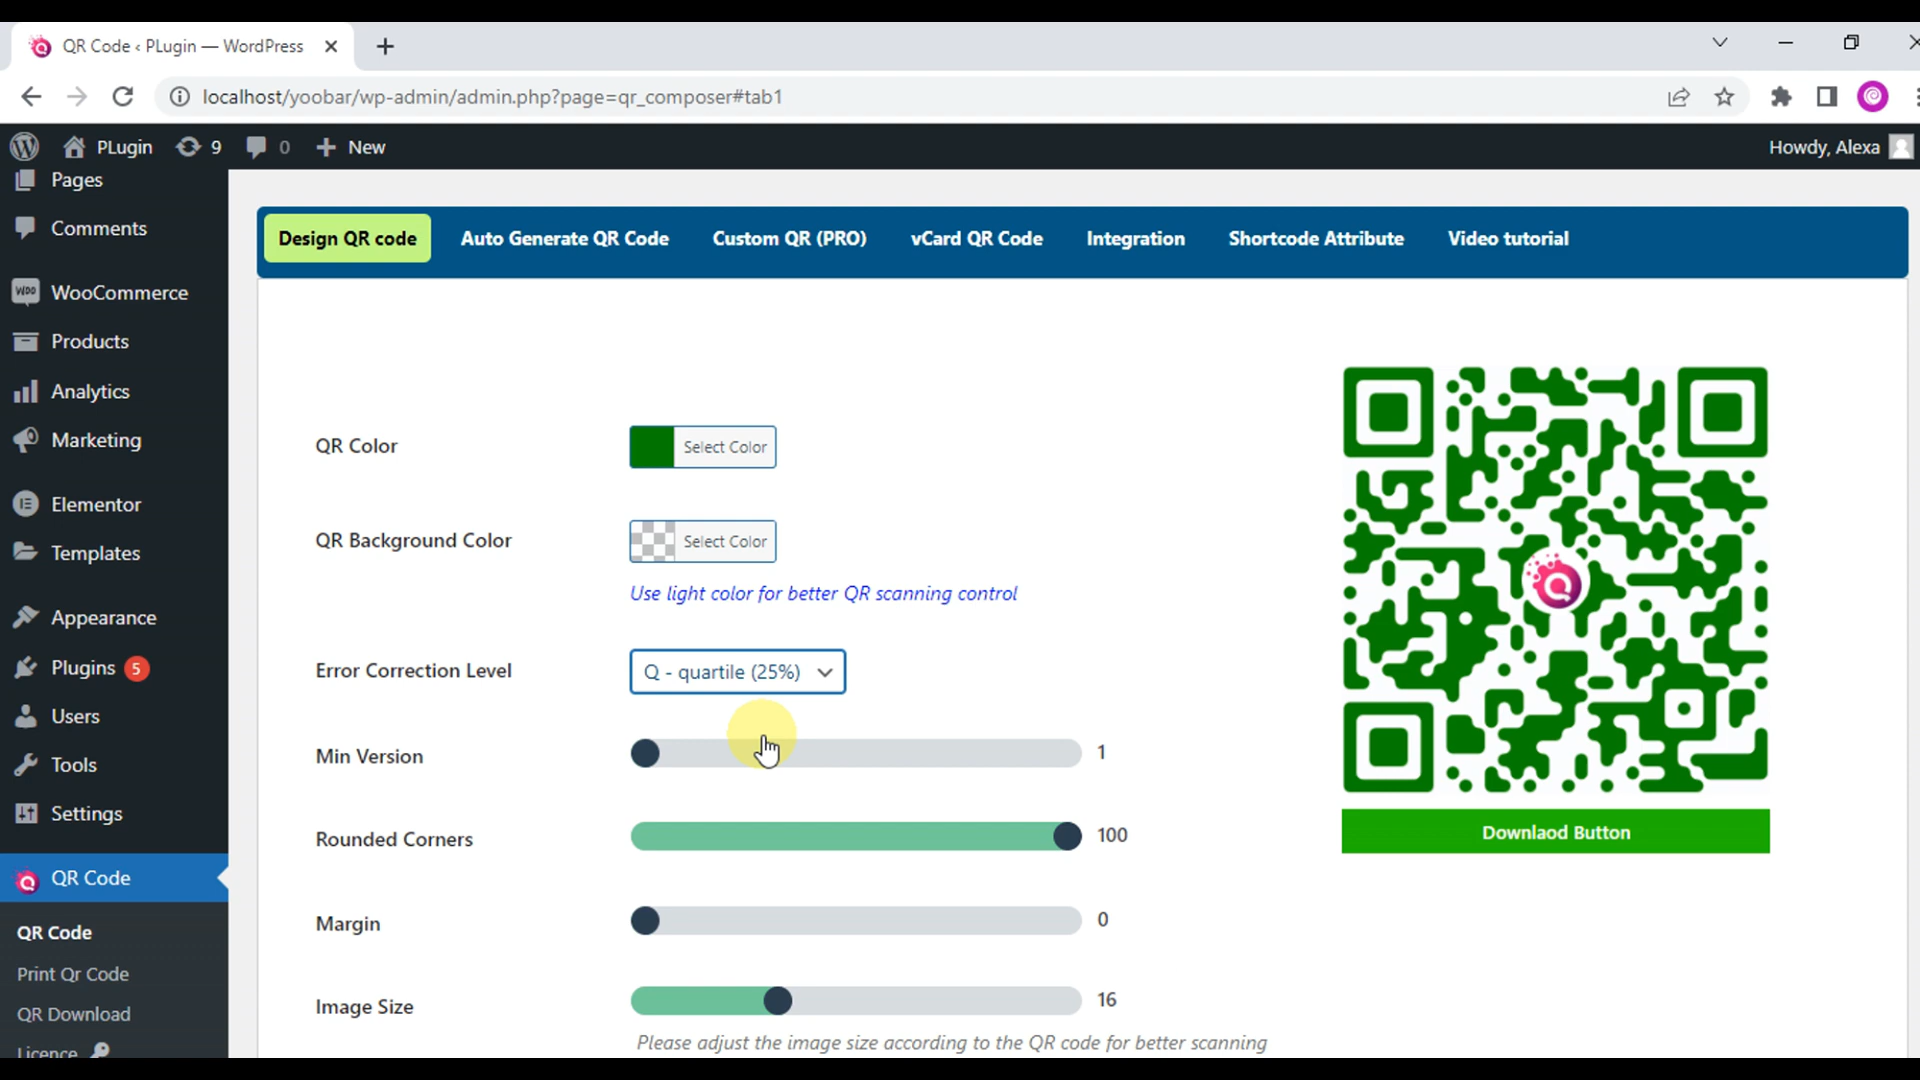 QR Code ‹ PLugin — WordPress
localhost/yoobar/wp-admin/admin.php?page=qr_composer#tab1
PLugin 9 0 New Howdy, Alexa
Pages
Comments
WooCommerce
Products
Analytics
Marketing
Elementor
Templates
Appearance
Plugins 5
Users
Tools
Settings
QR Code
QR Code
Print Qr Code
QR Download
Licence
Design QR code Auto Generate QR Code Custom QR (PRO) vCard QR Code Integration Shortcode Attribute Video tutorial
QR Color Select Color
QR Background Color Select Color
Use light color for better QR scanning control
Error Correction Level Q - quartile (25%)
Min Version 1
Rounded Corners 100
Margin 0
Image Size 16
Please adjust the image size according to the QR code for better scanning
Downlaod Button